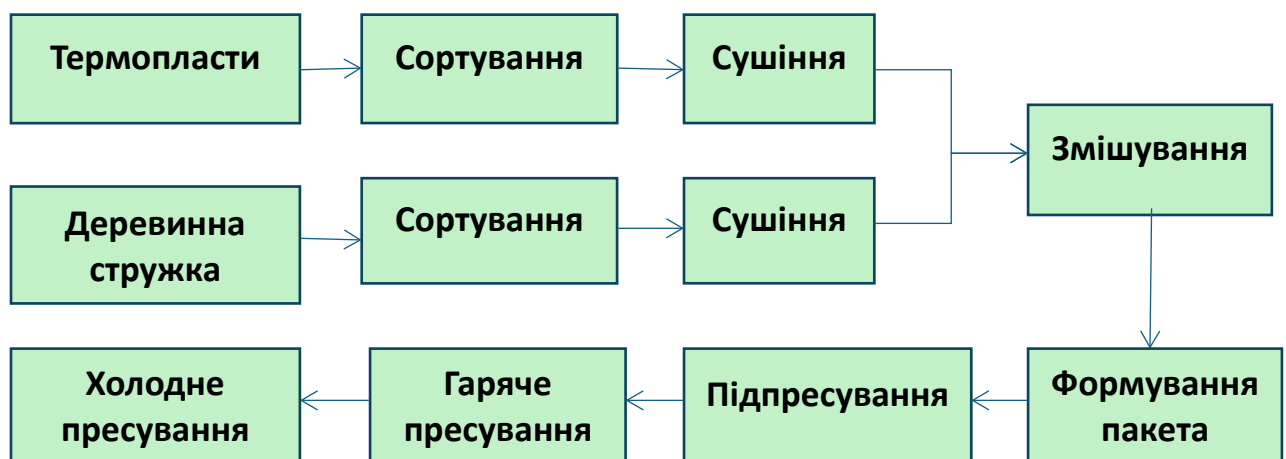 Термопласти
Сортування
Сушіння
Змішування
Деревинна
стружка
Сортування
Сушіння
Холодне
пресування
Гаряче
пресування
Підпресування
Формування
пакета